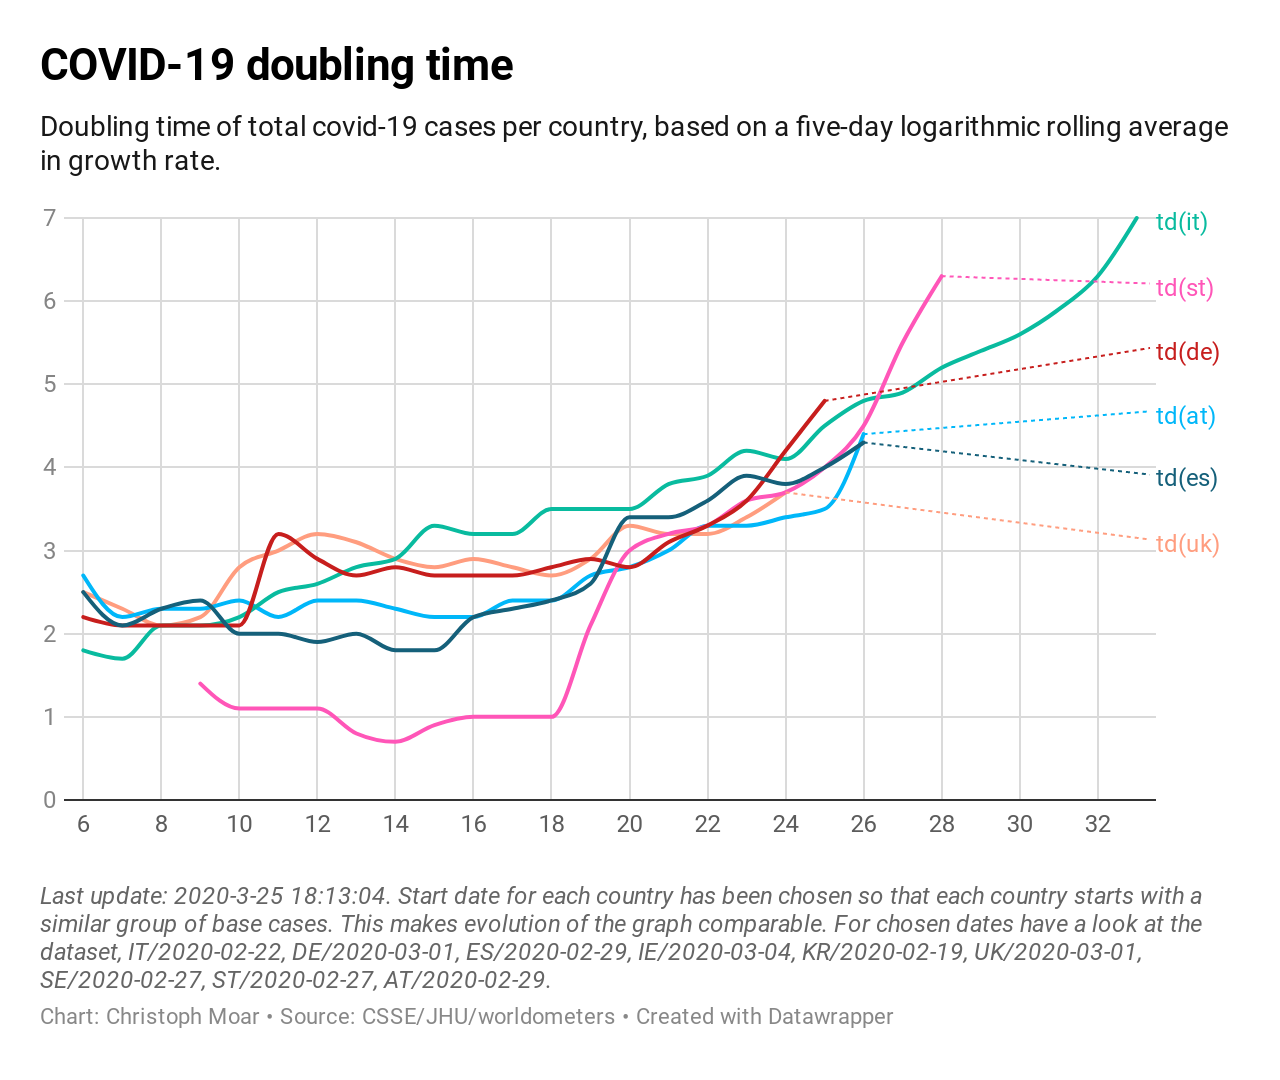 COVID-19 doubling time
Doubling time of total covid-19 cases per country, based on a five-day logarithmic rolling average
in growth rate.
7
6
5
4
3
2
1
0
td(it)
td(st)
td(de)
td(at)
td(es)
td(uk)
6 8 10 12 14 16 18 20 22 24 26 28 30 32
Last update: 2020-3-25 18:13:04. Start date for each country has been chosen so that each country starts with a
similar group of base cases. This makes evolution of the graph comparable. For chosen dates have a look at the
dataset, IT/2020-02-22, DE/2020-03-01, ES/2020-02-29, IE/2020-03-04, KR/2020-02-19, UK/2020-03-01,
SE/2020-02-27, ST/2020-02-27, AT/2020-02-29.
Chart: Christoph Moar • Source: CSSE/JHU/worldometers • Created with Datawrapper